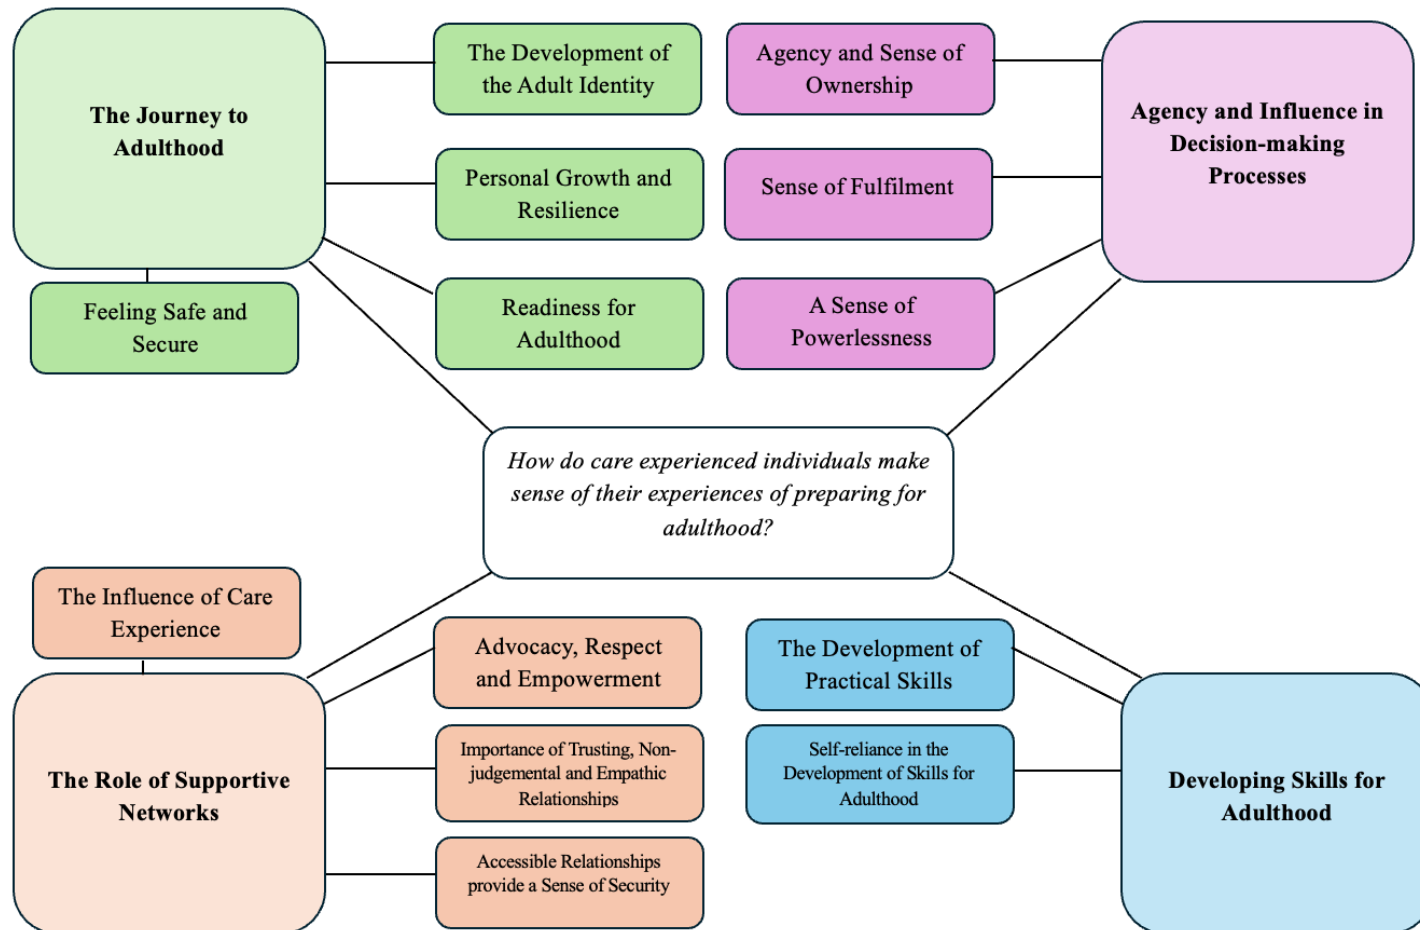 The Journey to
Adulthood
The Development of
the Adult Identity
Personal Growth and
Resilience
Readiness for
Adulthood
Feeling Safe and
Secure
Agency and Sense of
Ownership
Sense of Fulfilment
A Sense of
Powerlessness
Agency and Influence in
Decision-making
Processes
How do care experienced individuals make
sense of their experiences of preparing for
adulthood?
The Influence of Care
Experience
The Role of Supportive
Networks
Advocacy, Respect
and Empowerment
Importance of Trusting, Non-
judgemental and Empathic
Relationships
Accessible Relationships
provide a Sense of Security
The Development of
Practical Skills
Self-reliance in the
Development of Skills for
Adulthood
Developing Skills for
Adulthood